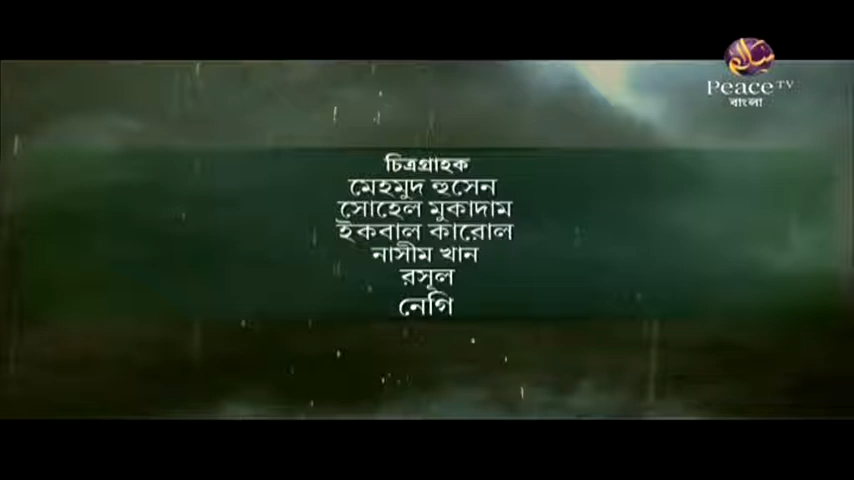 Peace TV
বাংলা
চিত্রগ্রাহক
মেহমুদ হুসেন
সোহেল মুকাদাম
ইকবাল কারোল
নাসীম খান
রসূল
নেগি